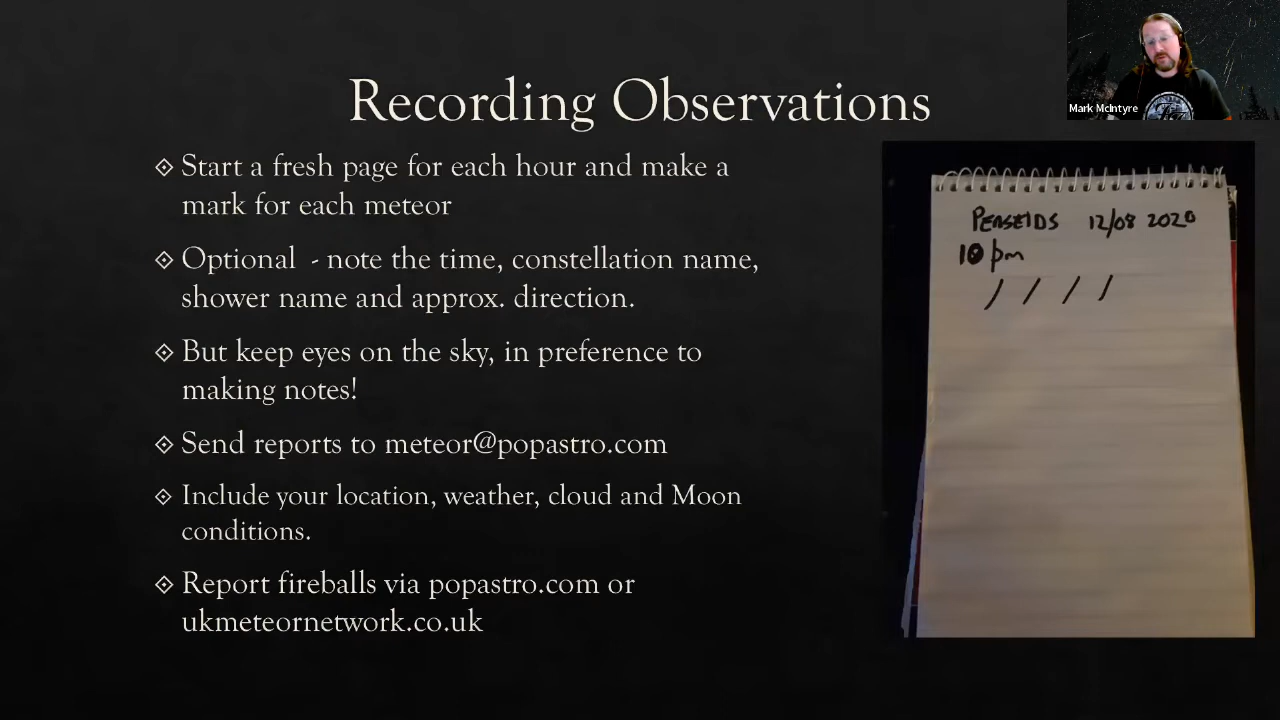 Recording Observations
Start a fresh page for each hour and make a
mark for each meteor
Optional - note the time, constellation name,
shower name and approx. direction.
But keep eyes on the sky, in preference to
making notes!
Send reports to meteor@popastro.com
Include your location, weather, cloud and Moon
conditions.
Report fireballs via popastro.com or
ukmeteornetwork.co.uk
Mark McIntyre
PERSEIDS 12/08 2020
10 pm